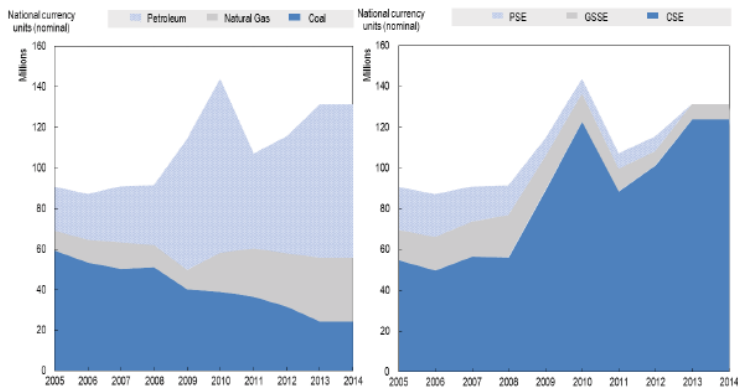 National currency
units (nominal)
Petroleum Natural Gas Coal
Millions
160
140
120
100
80
60
40
20
0
2005 2006 2007 2008 2009 2010 2011 2012 2013 2014
National currency
units (nominal)
PSE GSSE CSE
Millions
160
140
120
100
80
60
40
20
0
2005 2006 2007 2008 2009 2010 2011 2012 2013 2014